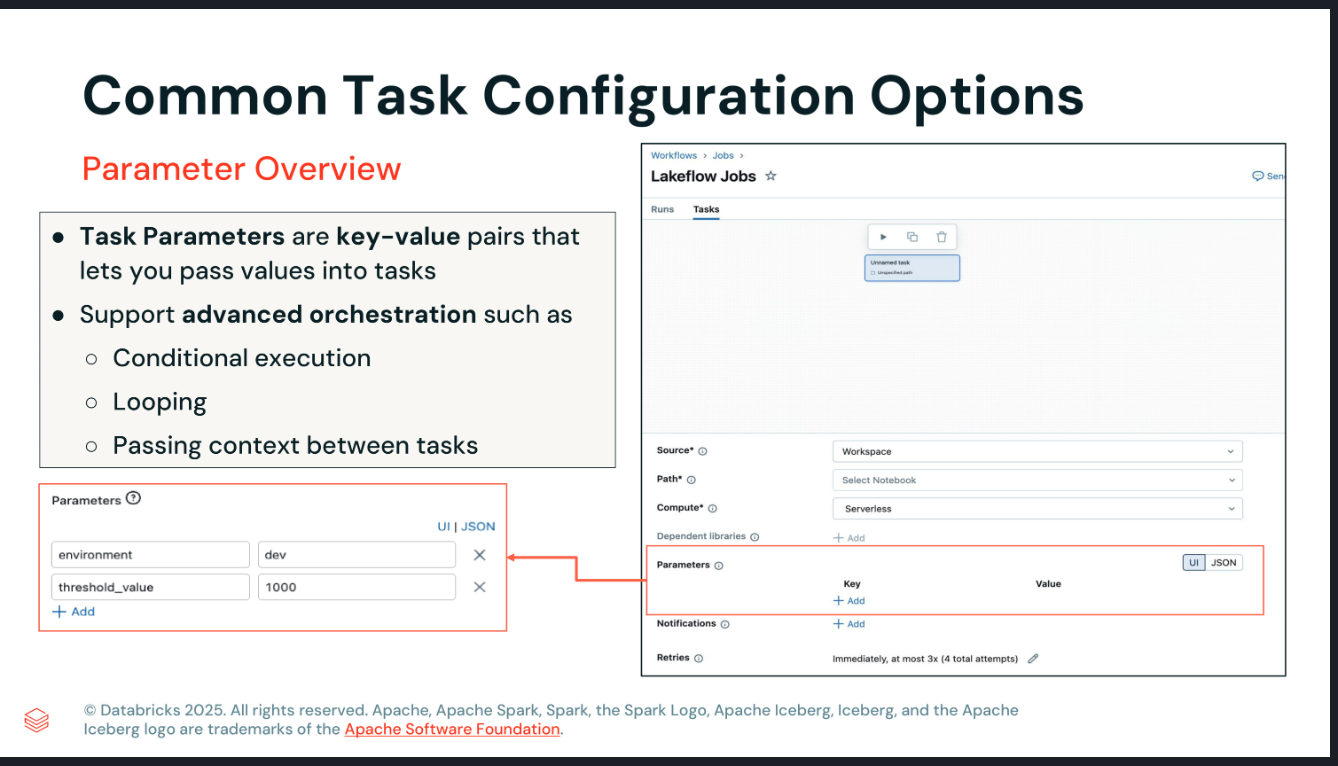 Common Task Configuration Options
Parameter Overview
● Task Parameters are key-value pairs that
lets you pass values into tasks
● Support advanced orchestration such as
○ Conditional execution
○ Looping
○ Passing context between tasks
Parameters ?
UI | JSON
environment dev
threshold_value 1000
+ Add
Workflows › Jobs ›
Lakeflow Jobs
Sen
Runs Tasks
Unnamed task
Unspecified path
Source* Workspace
Path* Select Notebook
Compute* Serverless
Dependent libraries + Add
Parameters UI JSON
Key Value
+ Add
Notifications + Add
Retries Immediately, at most 3x (4 total attempts)
© Databricks 2025. All rights reserved. Apache, Apache Spark, Spark, the Spark Logo, Apache Iceberg, Iceberg, and the Apache
Iceberg logo are trademarks of the Apache Software Foundation.